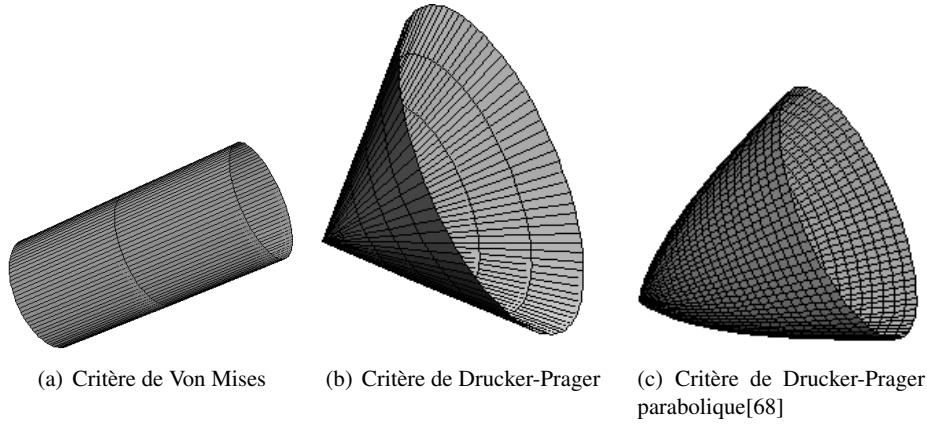 (a) Critère de Von Mises
(b) Critère de Drucker-Prager
(c) Critère de Drucker-Prager
parabolique[68]